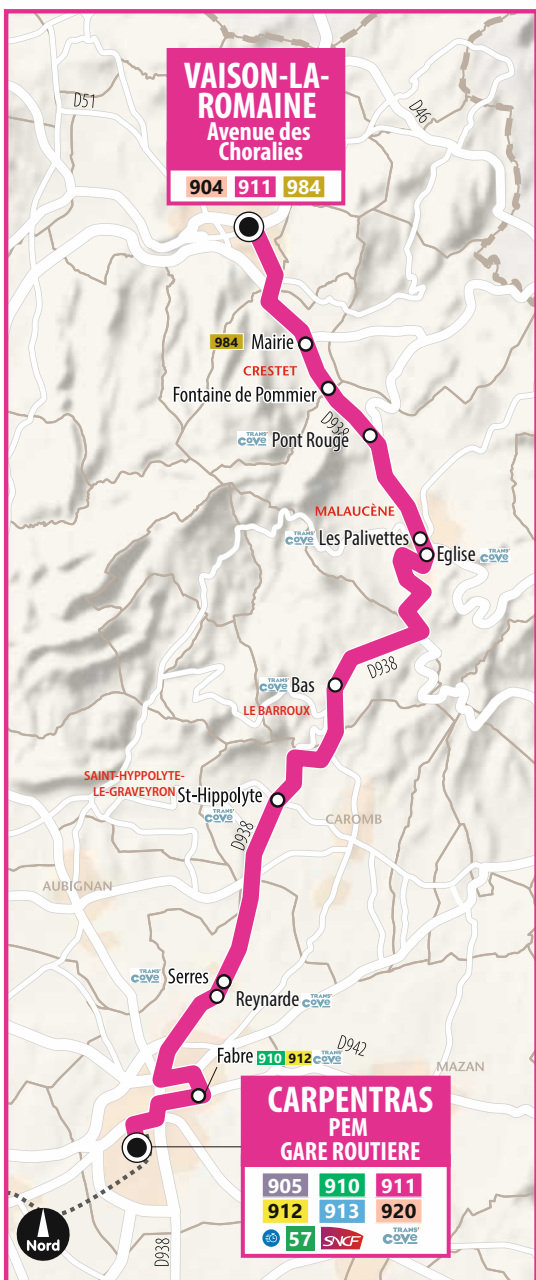 D51
D46
VAISON-LA-
ROMAINE
Avenue des
Choralies
904 911 984
984 Mairie
CRESTET
Fontaine de Pommier
D938
TRANS' cove Pont Rouge
MALAUCÈNE
TRANS' cove Les Palivettes
Eglise TRANS' cove
D938
TRANS' cove Bas
LE BARROUX
SAINT-HYPPOLYTE-
LE-GRAVEYRON St-Hippolyte
TRANS' cove
D938
CAROMB
AUBIGNAN
TRANS' cove Serres
Reynarde TRANS' cove
Fabre 910 912 TRANS' cove
D942
MAZAN
CARPENTRAS
PEM
GARE ROUTIERE
905 910 911
912 913 920
57 SNCF TRANS' cove
Nord
D938